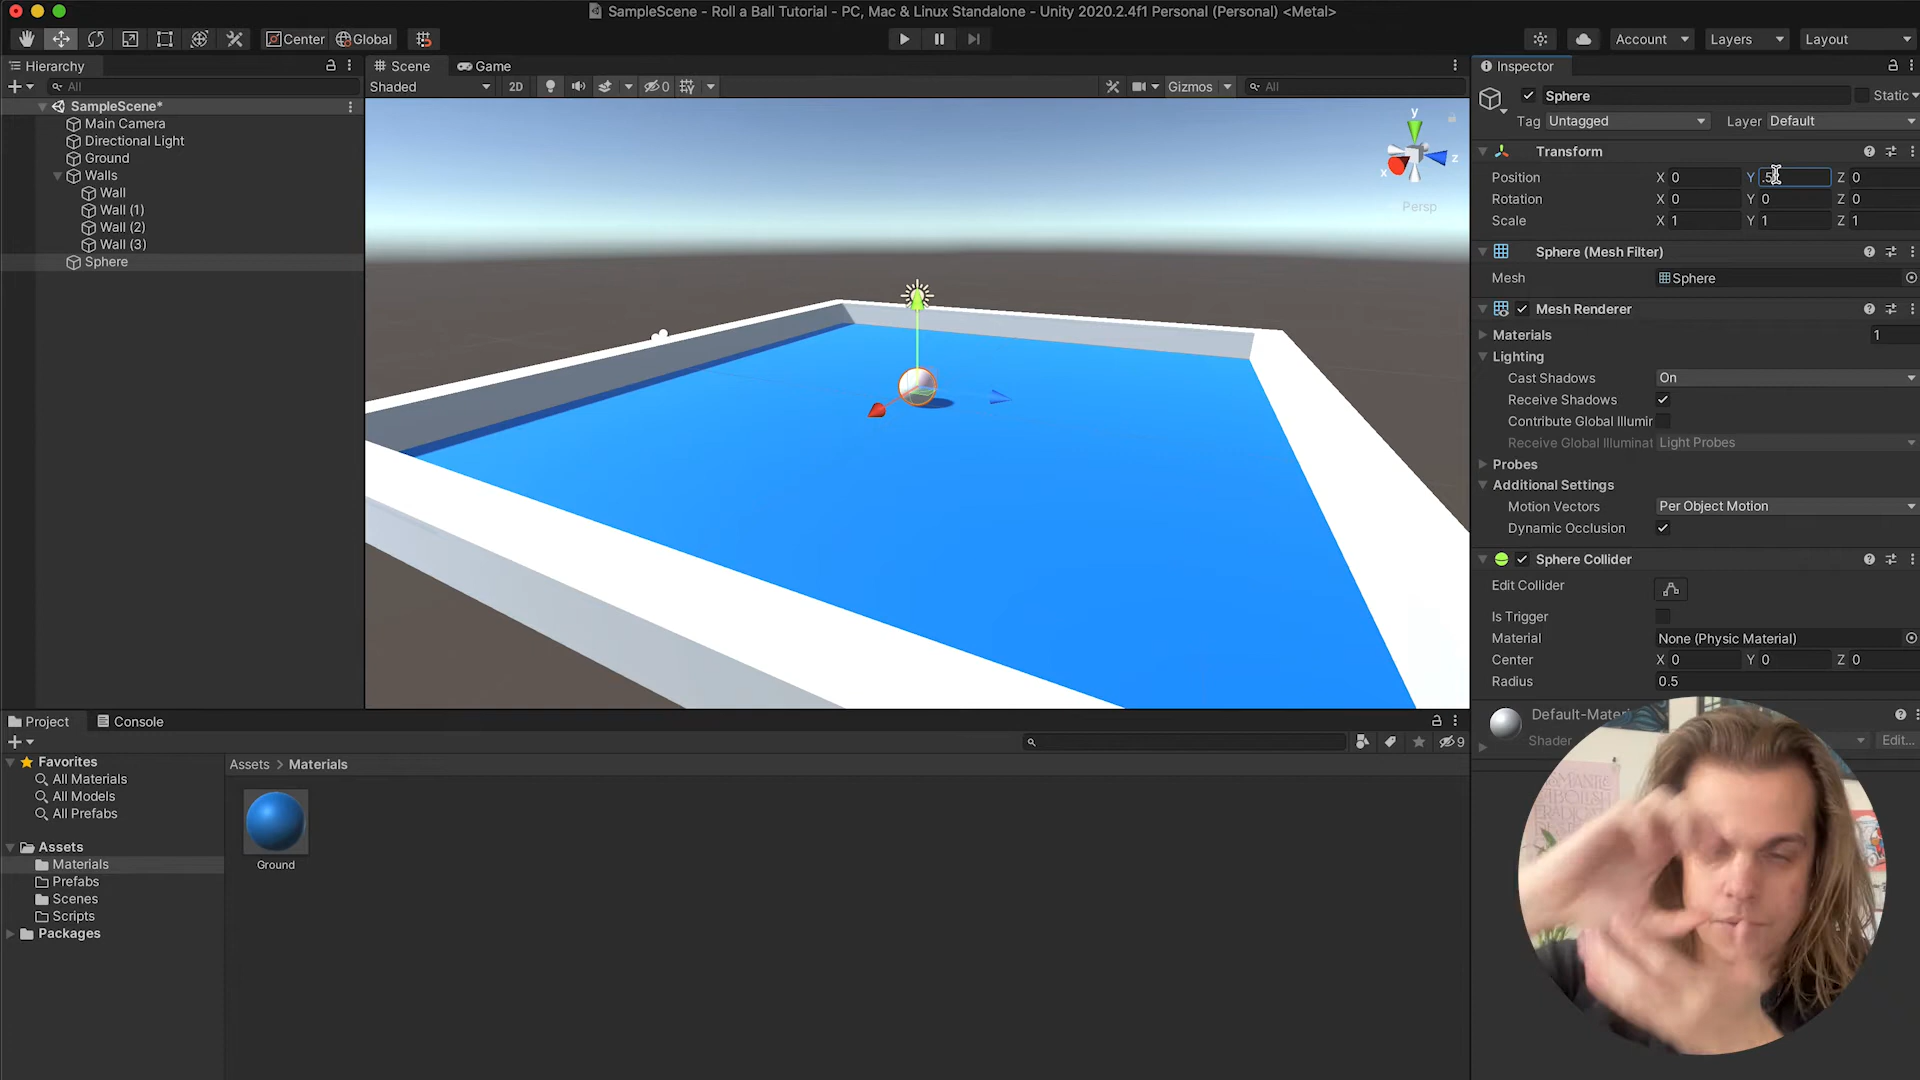 SampleScene - Roll a Ball Tutorial - PC, Mac & Linux Standalone - Unity 2020.2.4f1 Personal (Personal) <Metal>
Center Global Account Layers Layout
Hierarchy
All
SampleScene*
Main Camera
Directional Light
Ground
Walls
Wall
Wall (1)
Wall (2)
Wall (3)
Sphere
Scene Game
Shaded 2D 0 Gizmos All
y
x z
Persp
Inspector
Sphere Static
Tag Untagged Layer Default
Transform
Position X 0 Y .5 Z 0
Rotation X 0 Y 0 Z 0
Scale X 1 Y 1 Z 1
Sphere (Mesh Filter)
Mesh Sphere
Mesh Renderer
Materials 1
Lighting
Cast Shadows On
Receive Shadows
Contribute Global Illumir
Receive Global Illuminat Light Probes
Probes
Additional Settings
Motion Vectors Per Object Motion
Dynamic Occlusion
Sphere Collider
Edit Collider
Is Trigger
Material None (Physic Material)
Center X 0 Y 0 Z 0
Radius 0.5
Default-Materi
Shader Edit...
Project Console
9
Favorites
All Materials
All Models
All Prefabs
Assets
Materials
Prefabs
Scenes
Scripts
Packages
Assets > Materials
Ground